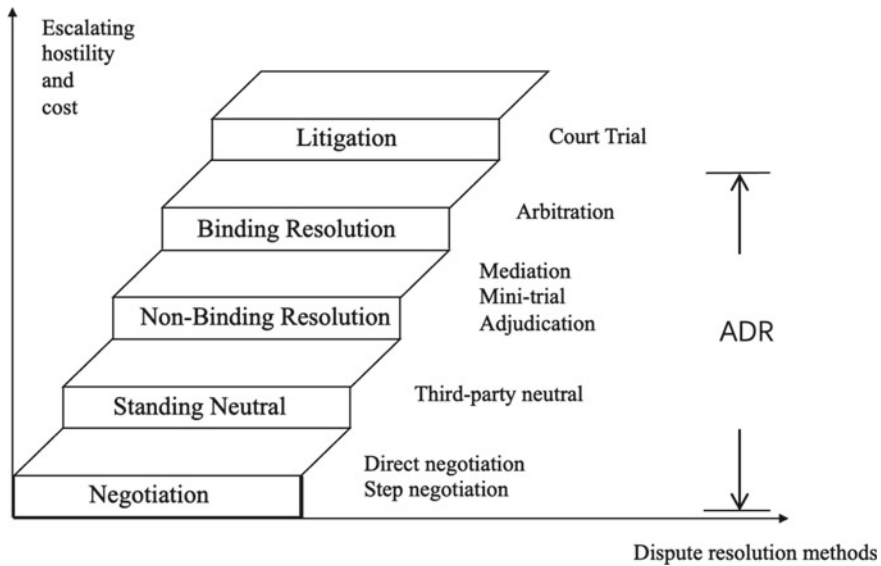 Escalating
hostility
and
cost
Litigation
Court Trial
Binding Resolution
Arbitration
Non-Binding Resolution
Mediation
Mini-trial
Adjudication
ADR
Standing Neutral
Third-party neutral
Negotiation
Direct negotiation
Step negotiation
Dispute resolution methods